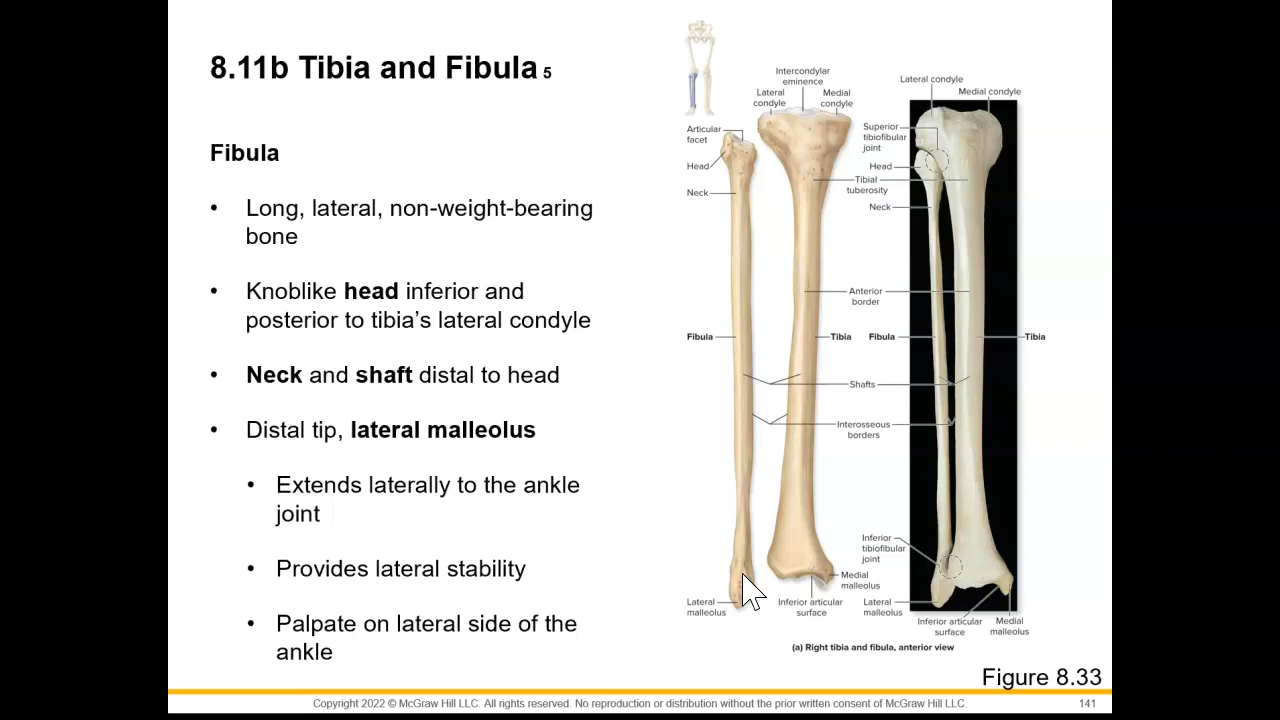 8.11b Tibia and Fibula 5
Fibula
• Long, lateral, non-weight-bearing
bone
• Knoblike head inferior and
posterior to tibia’s lateral condyle
• Neck and shaft distal to head
• Distal tip, lateral malleolus
• Extends laterally to the ankle
joint
• Provides lateral stability
• Palpate on lateral side of the
ankle
Intercondylar
eminence
Lateral
condyle
Medial
condyle
Articular
facet
Head
Neck
Fibula
Lateral
malleolus
Tibial
tuberosity
Anterior
border
Tibia
Shafts
Interosseous
borders
Medial
malleolus
Inferior articular
surface
Lateral condyle
Medial condyle
Superior
tibiofibular
joint
Head
Neck
Fibula
Tibia
Inferior
tibiofibular
joint
Lateral
malleolus
Inferior articular
surface
Medial
malleolus
(a) Right tibia and fibula, anterior view
Figure 8.33
Copyright 2022 © McGraw Hill LLC. All rights reserved. No reproduction or distribution without the prior written consent of McGraw Hill LLC.
141